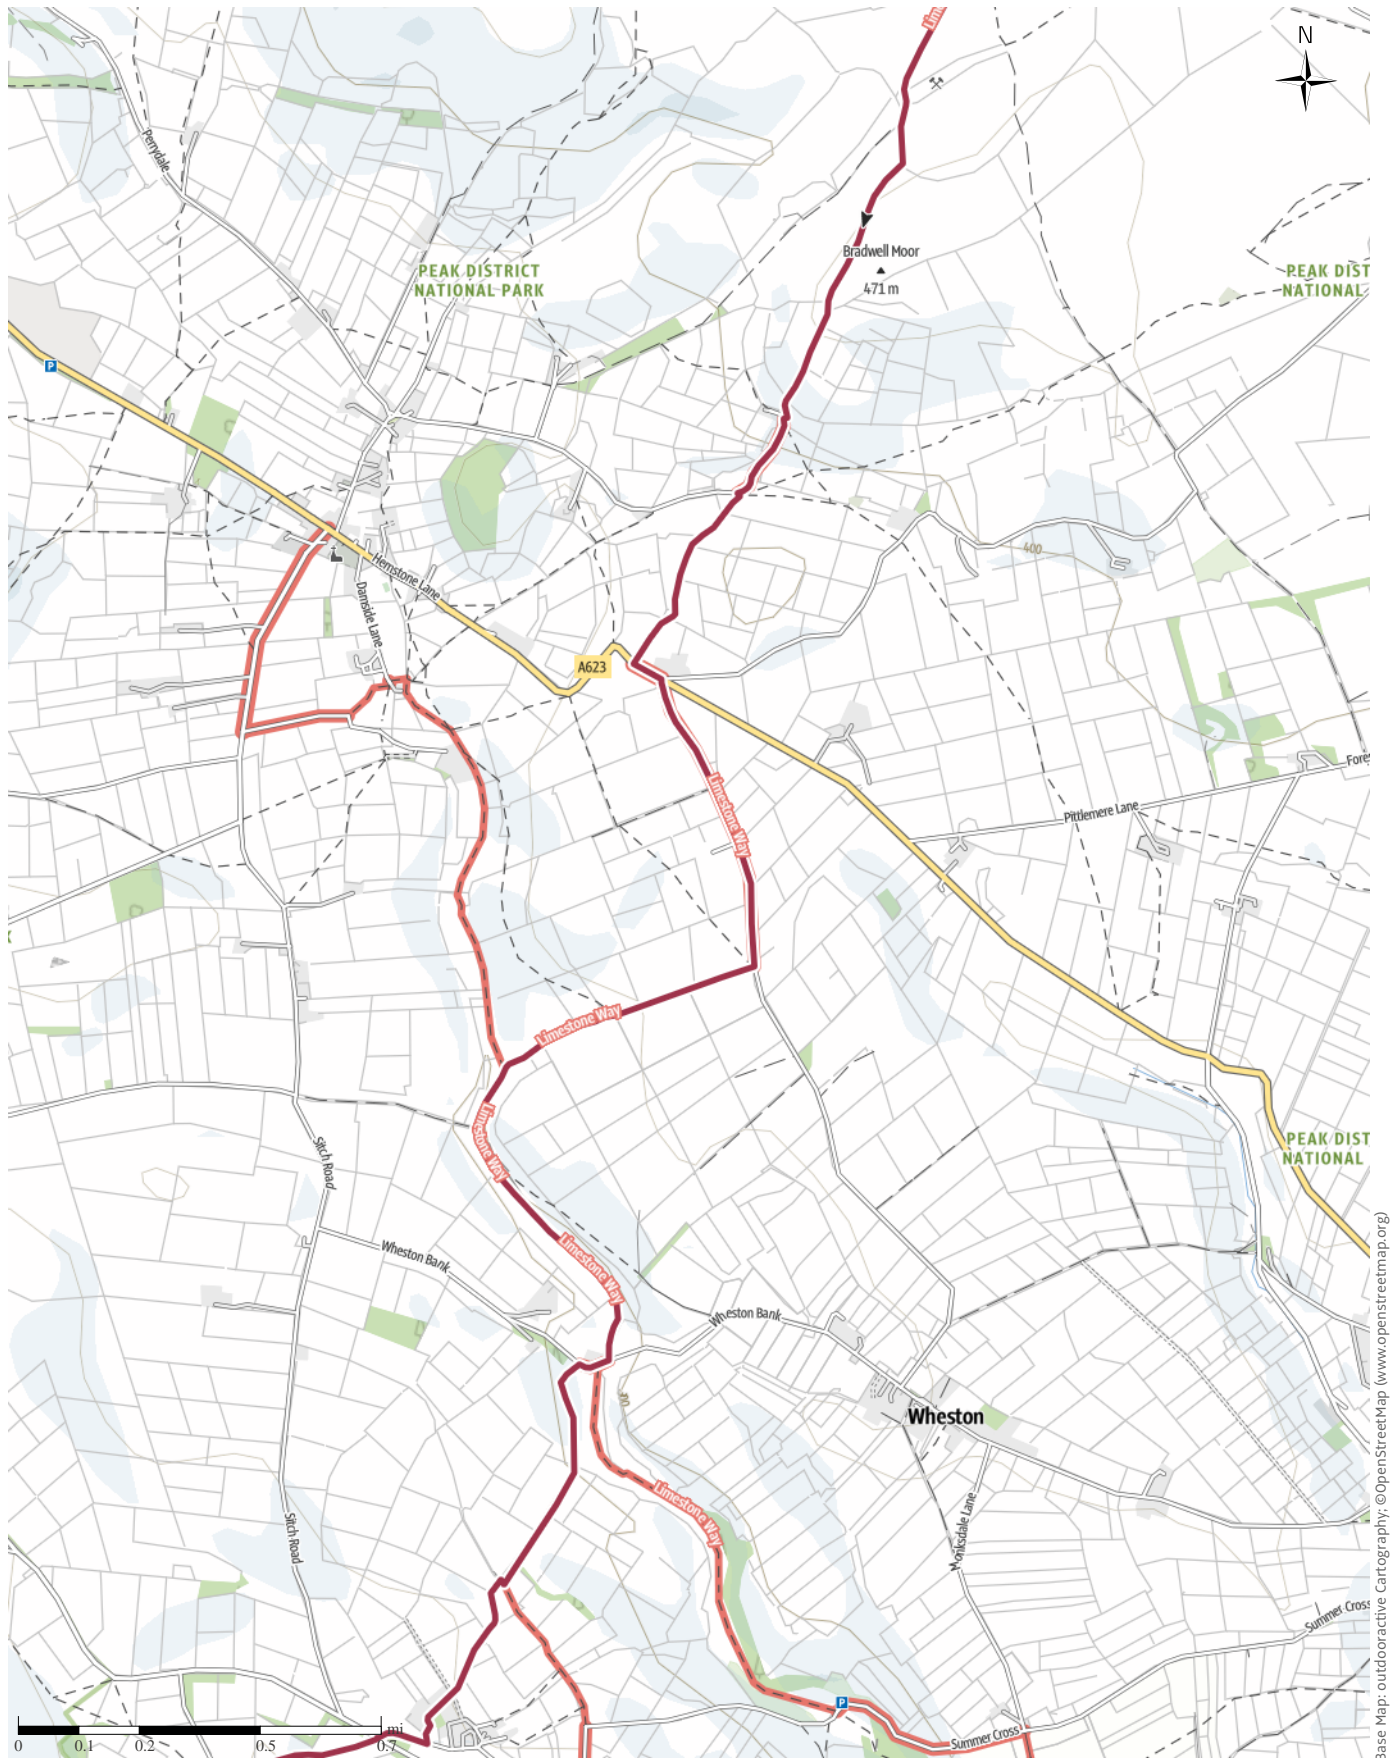 Lime
N
Perrydale
Bradwell Moor
471 m
PEAK DISTRICT
NATIONAL PARK
PEAK DIST
NATIONAL
P
400
Hemstone Lane
Damside Lane
A623
Limestone Way
Pittlemere Lane
Fores
Limestone Way
Limestone Way
PEAK DIST
NATIONAL
Sitch Road
Wheston Bank
Limestone Way
Wheston Bank
Wheston
Limestone Way
Sitch Road
Monksdale Lane
Summer Cross
P
Summer Cross
mi
0
0.1
0.2
0.5
0.7
ase Map: outdooractive Cartography; ©OpenStreetMap (www.openstreetmap.org)